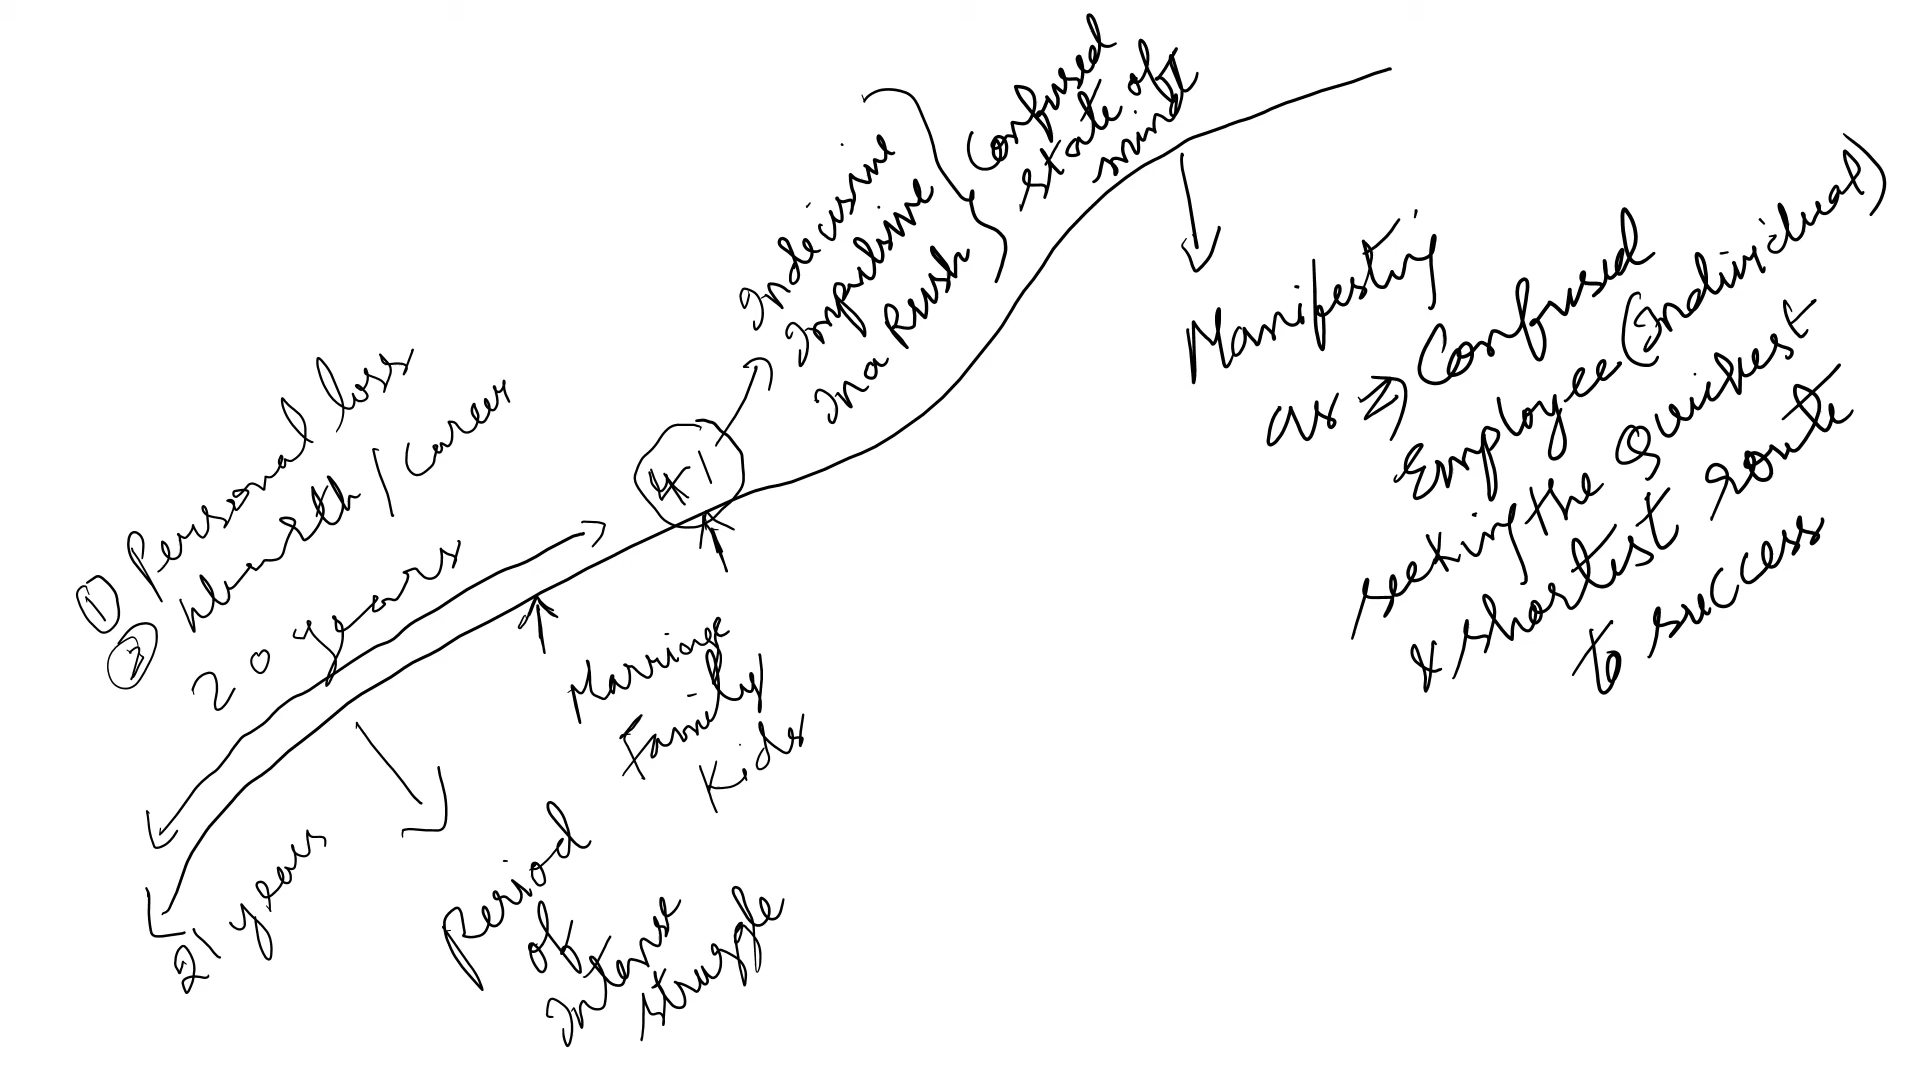 ① Personal loss
② Wealth / Career
20 years
21 years
Period
of
Intense
struggle
Marriage
Family
Kids
41
Indecisive
Impulsive
In a Rush
Confused
state of
mind
Manifesting
as => Confused
Employee (Individual)
seeking the quickest
& shortest route
to success